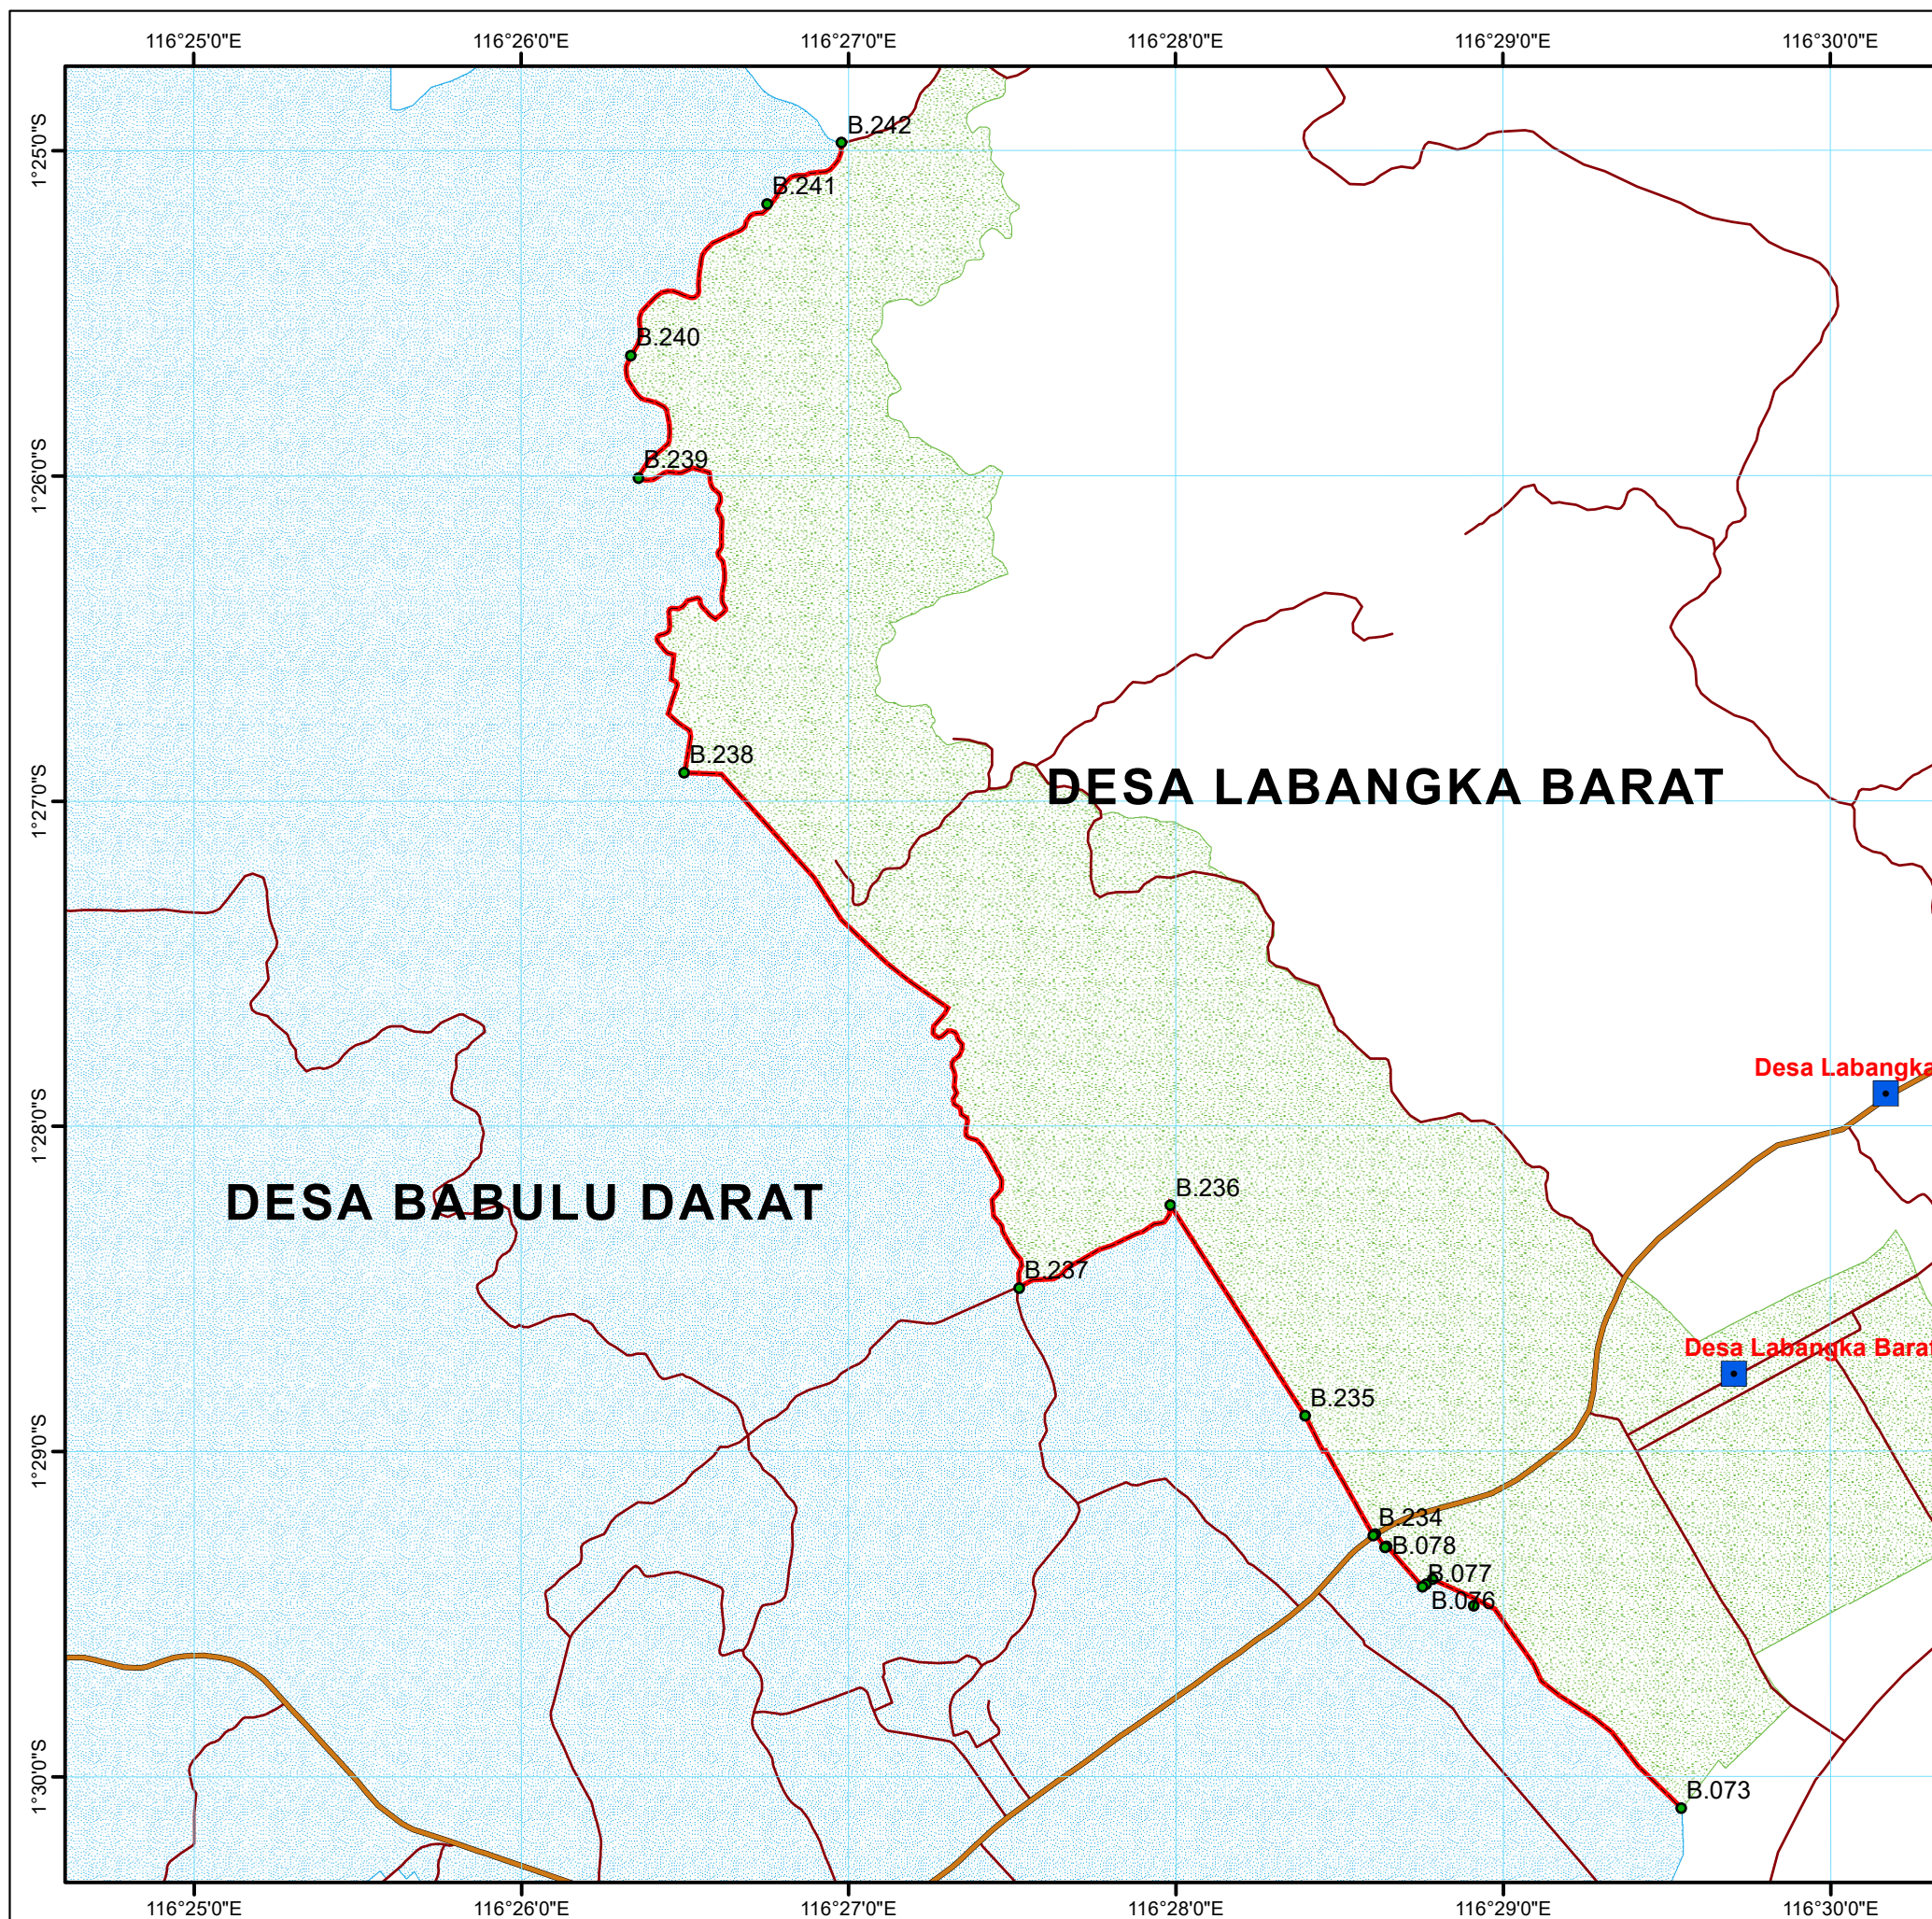 116°25'0"E 116°26'0"E 116°27'0"E 116°28'0"E 116°29'0"E 116°30'0"E
B.242
1°25'0"S
B.241
B.240
B.239
1°26'0"S
B.238
DESA LABANGKA BARAT
1°27'0"S
Desa Labangka
1°28'0"S
B.236
DESA BABULU DARAT
B.237
Desa Labangka Barat
B.235
1°29'0"S
B.234
B.078
B.077
B.076
B.073
1°30'0"S
116°25'0"E 116°26'0"E 116°27'0"E 116°28'0"E 116°29'0"E 116°30'0"E